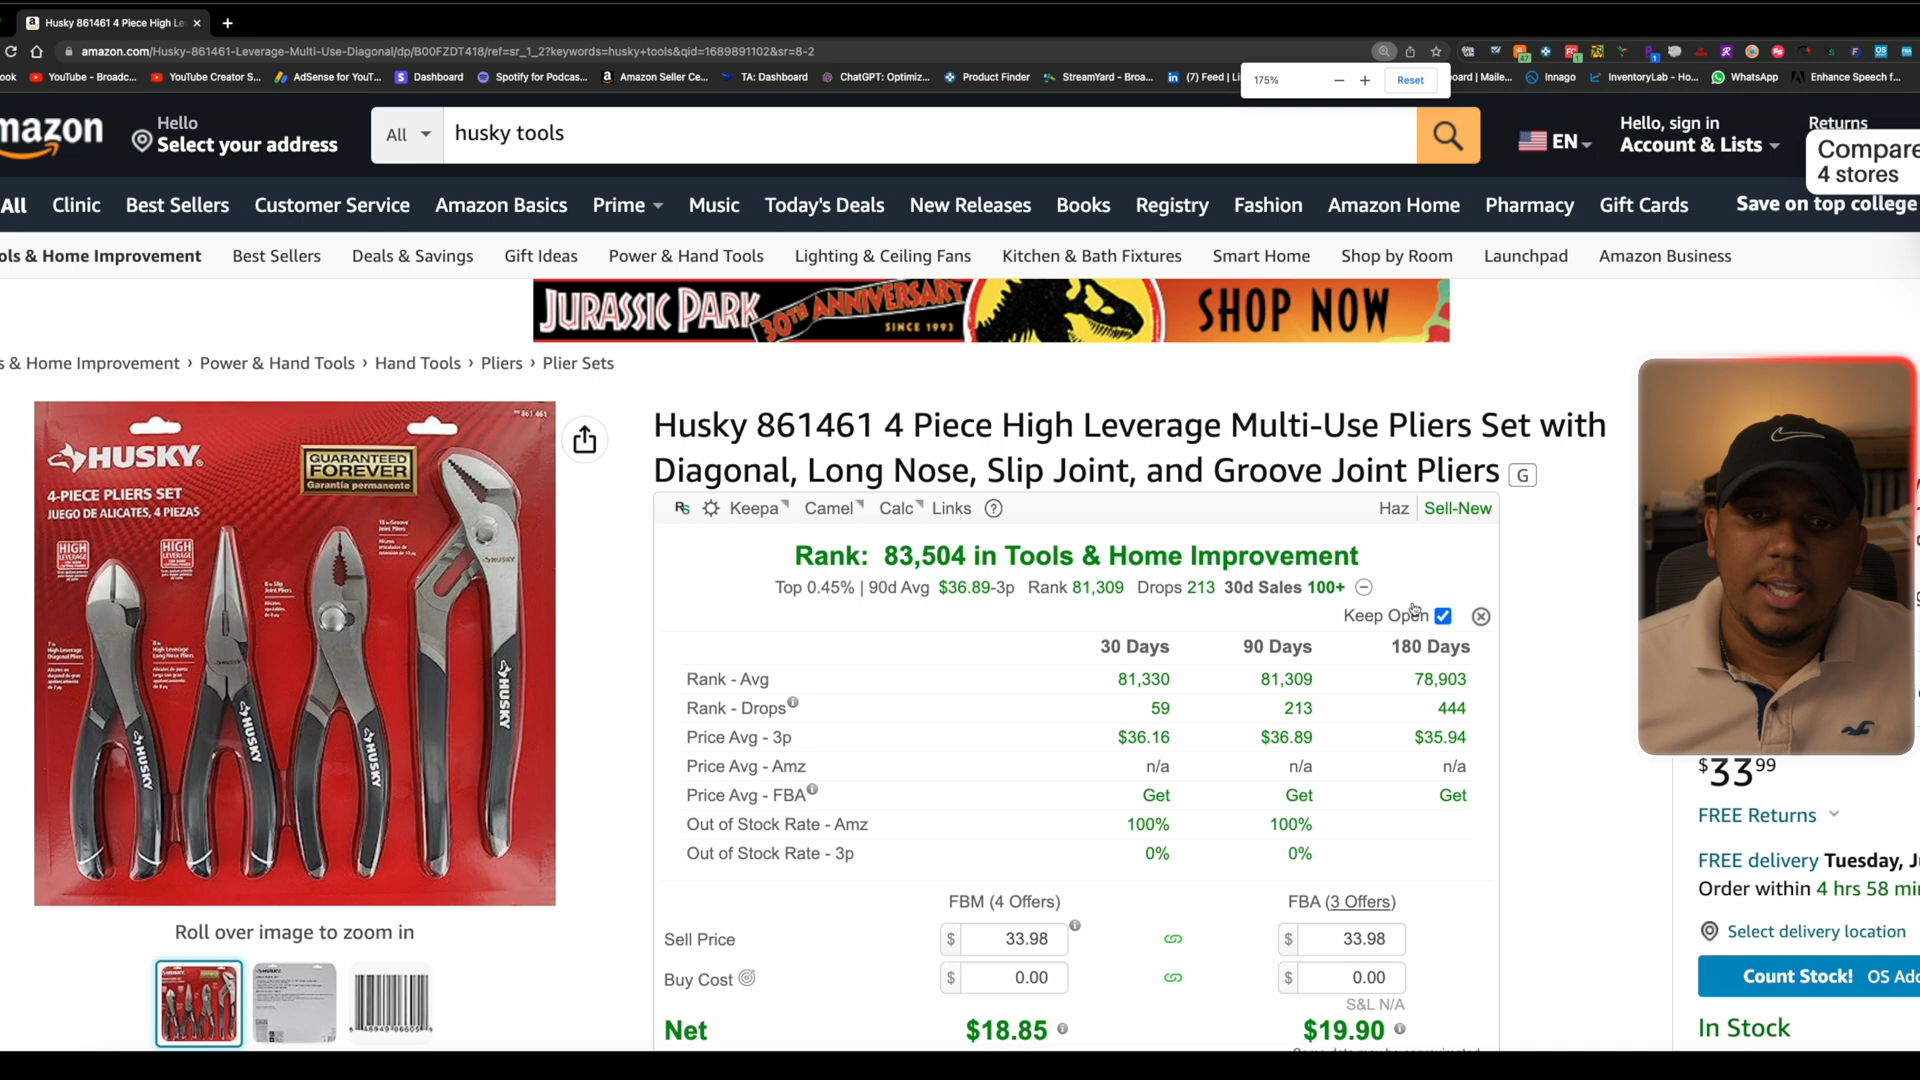 Husky 861461 4 Piece High Le
amazon.com/Husky-861461-Leverage-Multi-Use-Diagonal/dp/B00FZDT418/ref=sr_1_2?keywords=husky+tools&qid=1689891102&sr=8-2
ook YouTube - Broadc... YouTube Creator S... AdSense for YouT... Dashboard Spotify for Podcas... Amazon Seller Ce... TA: Dashboard ChatGPT: Optimiz... Product Finder StreamYard - Broa... (7) Feed | Li oard | Maile... Innago InventoryLab - Ho... WhatsApp Enhance Speech f...
175% Reset
mazon
Hello
Select your address
All
husky tools
EN
Hello, sign in
Account & Lists
Returns
Compare
4 stores
All Clinic Best Sellers Customer Service Amazon Basics Prime Music Today's Deals New Releases Books Registry Fashion Amazon Home Pharmacy Gift Cards Save on top college
ols & Home Improvement Best Sellers Deals & Savings Gift Ideas Power & Hand Tools Lighting & Ceiling Fans Kitchen & Bath Fixtures Smart Home Shop by Room Launchpad Amazon Business
JURASSIC PARK 30TH ANNIVERSARY SINCE 1993 SHOP NOW
s & Home Improvement › Power & Hand Tools › Hand Tools › Pliers › Plier Sets
861 461
HUSKY
GUARANTEED
FOREVER
Garantía permanente
4-PIECE PLIERS SET
JUEGO DE ALICATES, 4 PIEZAS
HIGH
LEVERAGE
HIGH
LEVERAGE
HUSKY
HUSKY
HUSKY
HUSKY
Roll over image to zoom in
Husky 861461 4 Piece High Leverage Multi-Use Pliers Set with
Diagonal, Long Nose, Slip Joint, and Groove Joint Pliers G
Keepa Camel Calc Links ? Haz Sell-New
Rank: 83,504 in Tools & Home Improvement
Top 0.45% | 90d Avg $36.89-3p Rank 81,309 Drops 213 30d Sales 100+
Keep Open
30 Days 90 Days 180 Days
Rank - Avg 81,330 81,309 78,903
Rank - Drops 59 213 444
Price Avg - 3p $36.16 $36.89 $35.94
Price Avg - Amz n/a n/a n/a
Price Avg - FBA Get Get Get
Out of Stock Rate - Amz 100% 100%
Out of Stock Rate - 3p 0% 0%
FBM (4 Offers) FBA (3 Offers)
Sell Price $ 33.98 $ 33.98
Buy Cost $ 0.00 $ 0.00
S&L N/A
Net $18.85 $19.90
$33.99
FREE Returns
FREE delivery Tuesday, J
Order within 4 hrs 58 mi
Select delivery location
Count Stock! OS Add
In Stock